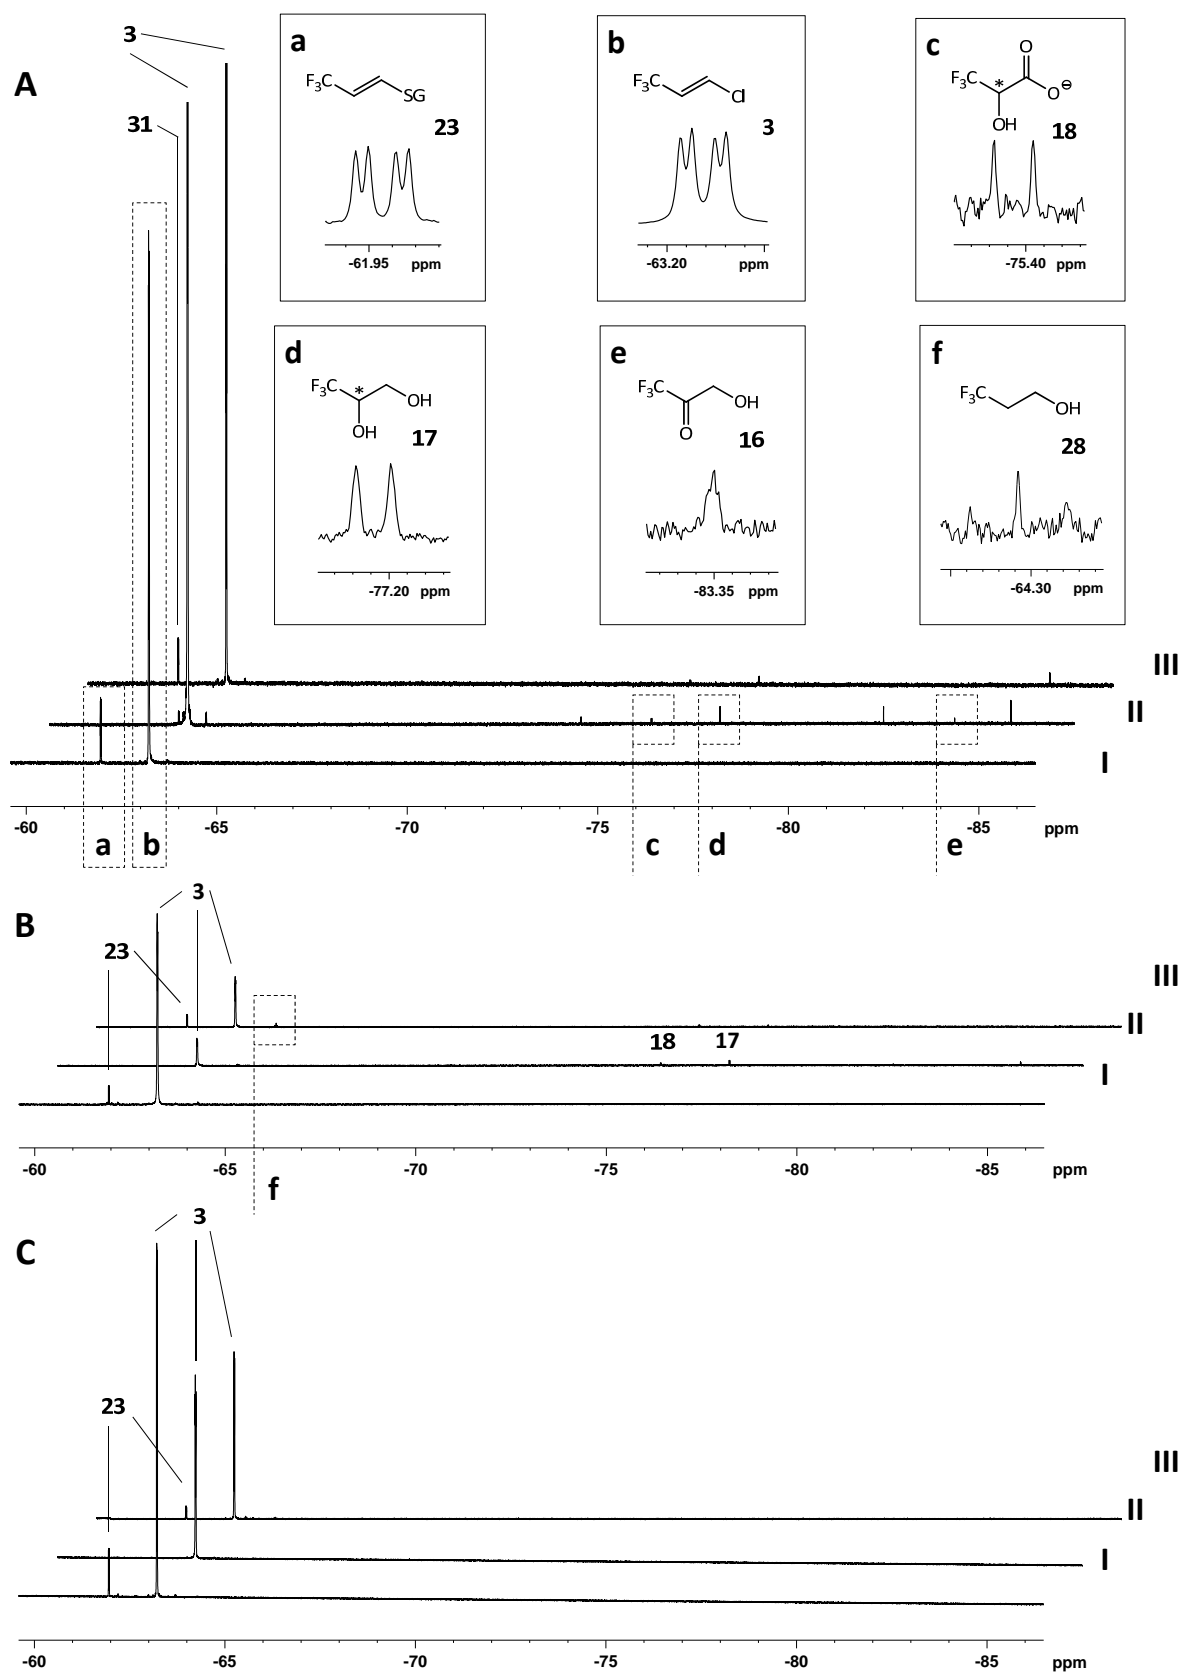 3
A
31
a
F₃C
SG
23
-61.95 ppm
b
F₃C
Cl
3
-63.20 ppm
c
O
F₃C * O⊖
OH
18
-75.40 ppm
d
F₃C * OH
OH
17
-77.20 ppm
e
F₃C OH
O
16
-83.35 ppm
f
F₃C OH
28
-64.30 ppm
III
II
I
-60 -65 -70 -75 -80 -85 ppm
a b c d e
B
3
23
III
II
18 17
I
-60 -65 -70 -75 -80 -85 ppm
f
C
3
23
III
II
I
-60 -65 -70 -75 -80 -85 ppm